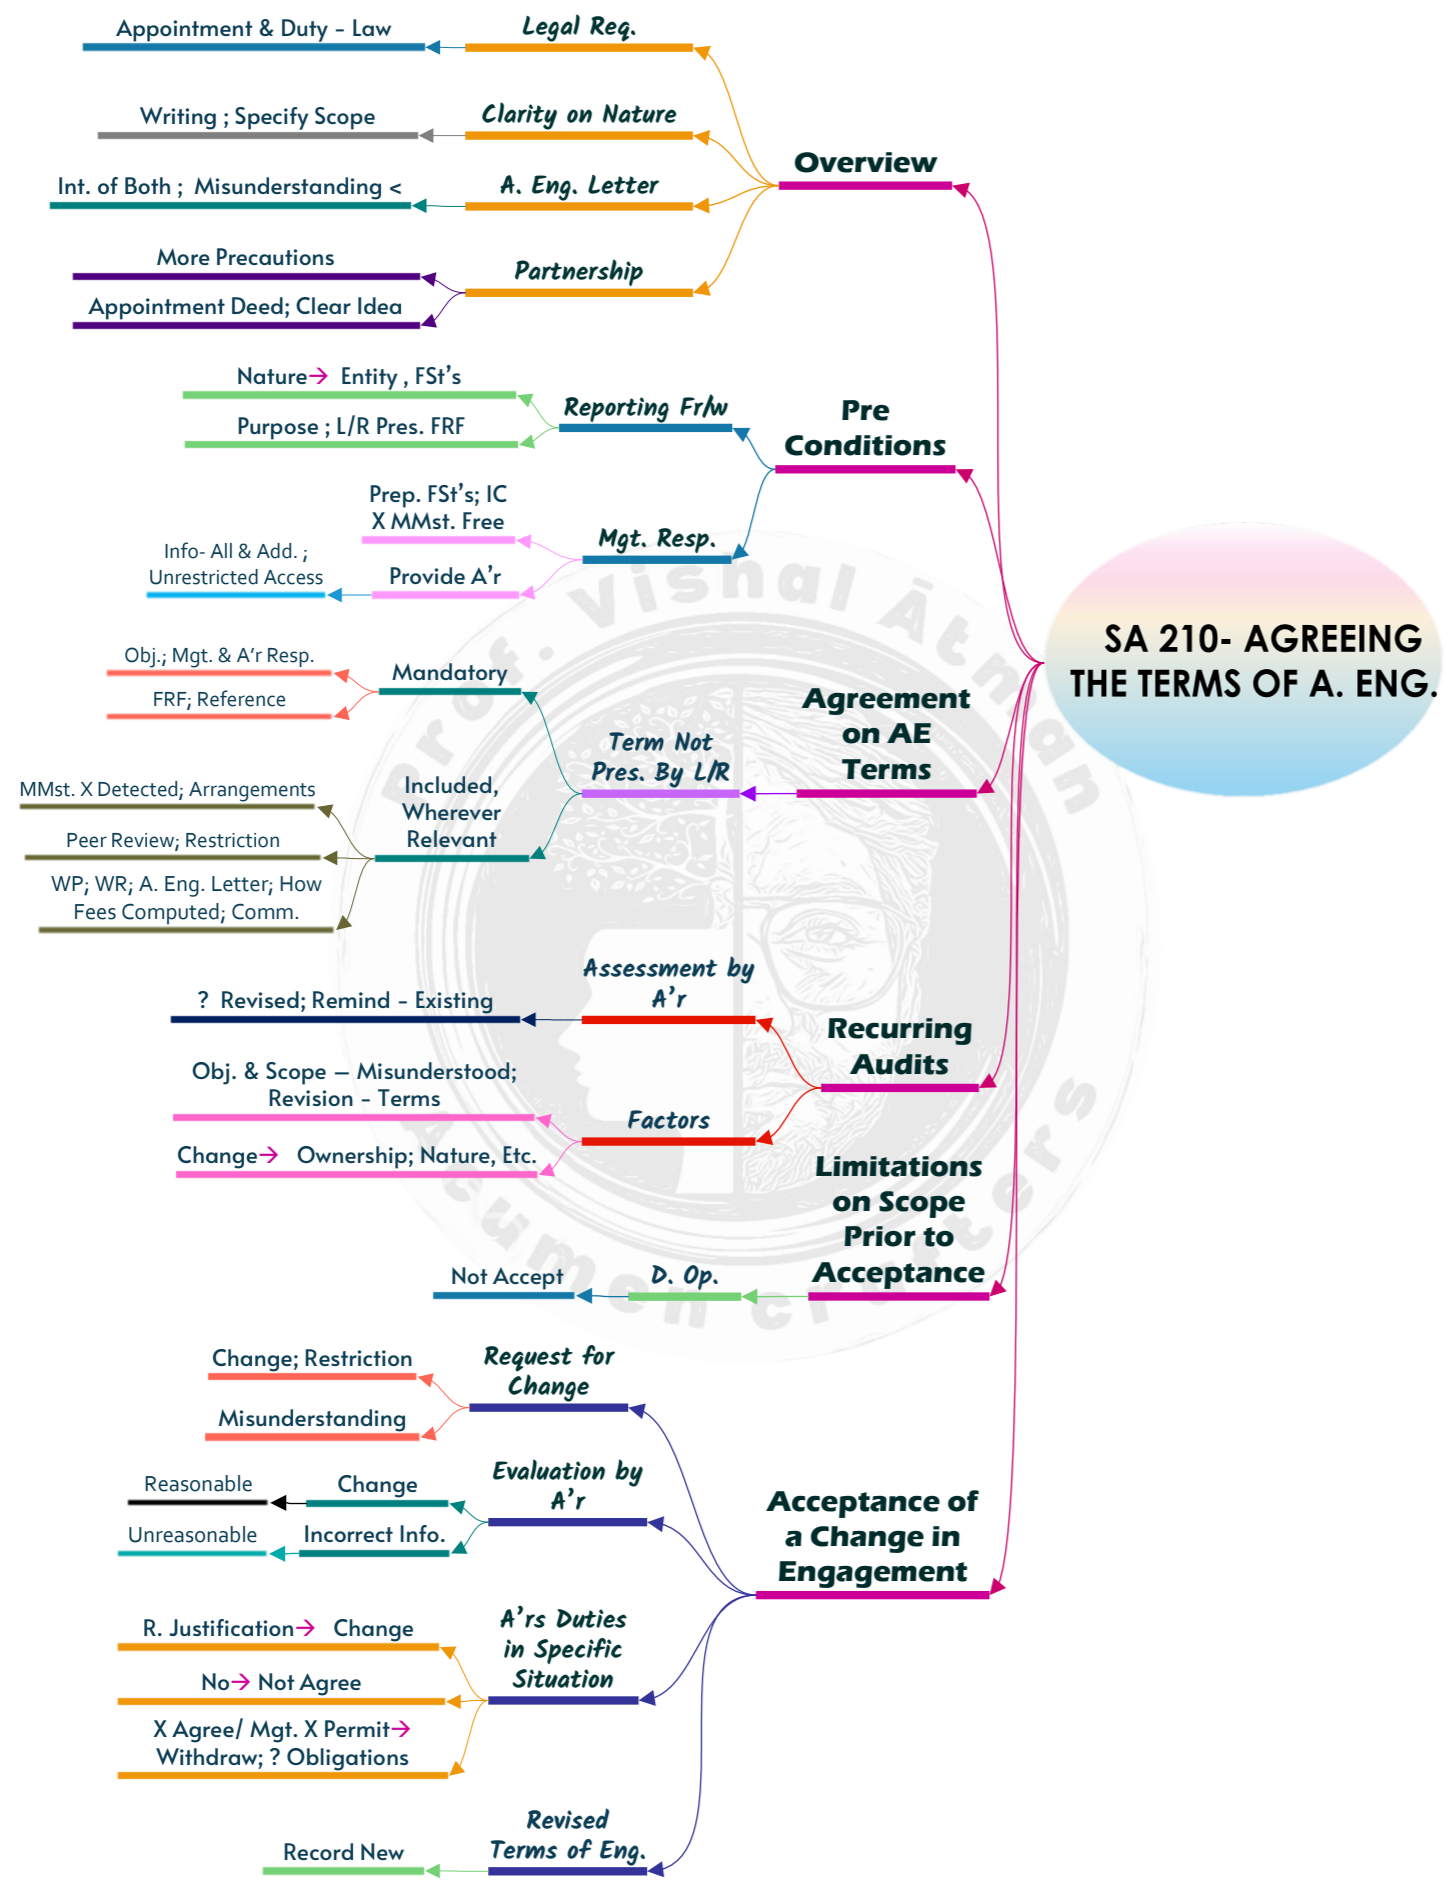 SA 210- AGREEING
THE TERMS OF A. ENG.
Overview
Legal Req.
Appointment & Duty - Law
Clarity on Nature
Writing ; Specify Scope
A. Eng. Letter
Int. of Both ; Misunderstanding <
Partnership
More Precautions
Appointment Deed; Clear Idea
Pre
Conditions
Reporting Fr/w
Nature→ Entity , FSt’s
Purpose ; L/R Pres. FRF
Mgt. Resp.
Prep. FSt’s; IC
X MMst. Free
Provide A’r
Info- All & Add. ;
Unrestricted Access
Agreement
on AE
Terms
Term Not
Pres. By L/R
Mandatory
Obj.; Mgt. & A’r Resp.
FRF; Reference
Included,
Wherever
Relevant
MMst. X Detected; Arrangements
Peer Review; Restriction
WP; WR; A. Eng. Letter; How
Fees Computed; Comm.
Recurring
Audits
Assessment by
A’r
? Revised; Remind - Existing
Factors
Obj. & Scope – Misunderstood;
Revision - Terms
Change→ Ownership; Nature, Etc.
Limitations
on Scope
Prior to
Acceptance
D. Op.
Not Accept
Acceptance of
a Change in
Engagement
Request for
Change
Change; Restriction
Misunderstanding
Evaluation by
A’r
Change
Reasonable
Incorrect Info.
Unreasonable
A’rs Duties
in Specific
Situation
R. Justification→ Change
No→ Not Agree
X Agree/ Mgt. X Permit→
Withdraw; ? Obligations
Revised
Terms of Eng.
Record New
Prof. Vishal Ātman
Acumen crafters